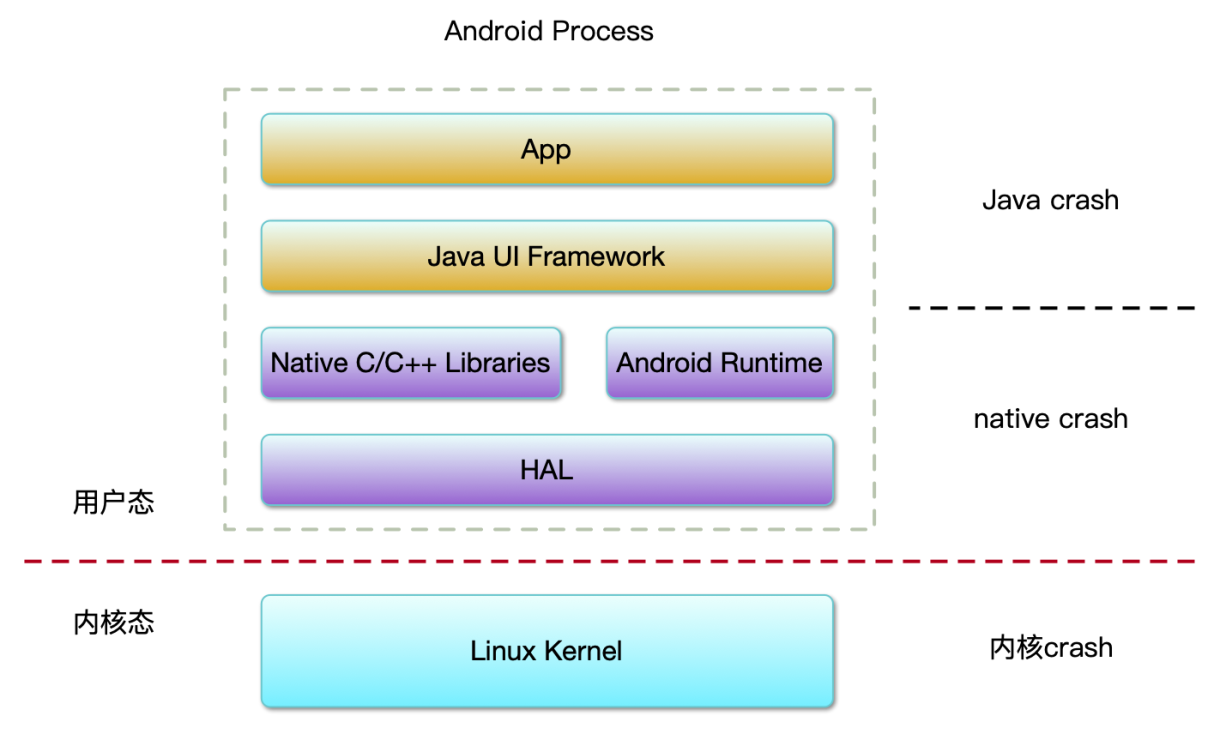 Android Process
App
Java crash
Java UI Framework
Native C/C++ Libraries
Android Runtime
native crash
HAL
用户态
内核态
Linux Kernel
内核crash